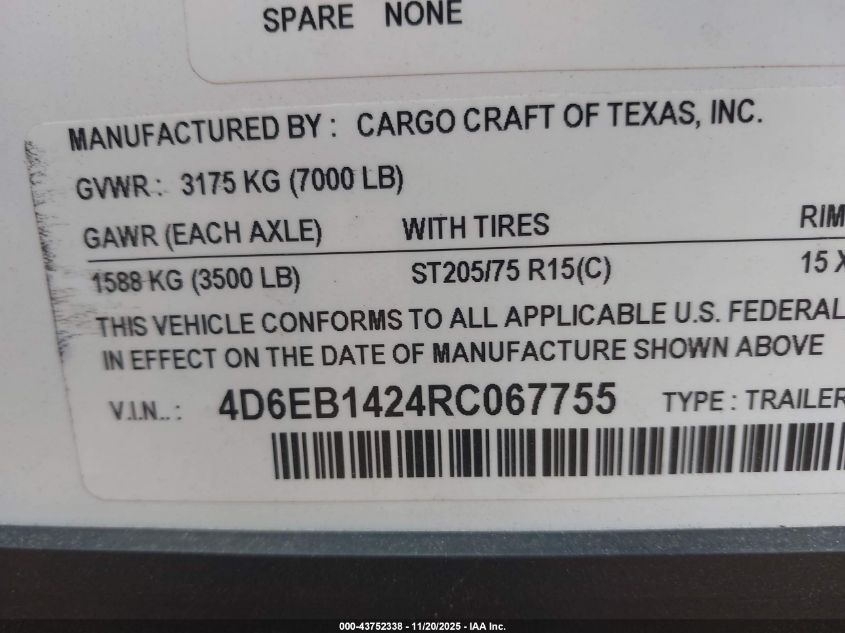 SPARE NONE
MANUFACTURED BY : CARGO CRAFT OF TEXAS, INC.
GVWR : 3175 KG (7000 LB)
GAWR (EACH AXLE) WITH TIRES RIM
1588 KG (3500 LB) ST205/75 R15(C) 15 X
THIS VEHICLE CONFORMS TO ALL APPLICABLE U.S. FEDERAL
IN EFFECT ON THE DATE OF MANUFACTURE SHOWN ABOVE
V.I.N.. : 4D6EB1424RC067755 TYPE : TRAILER
000-43752338 - 11/20/2025 - IAA Inc.